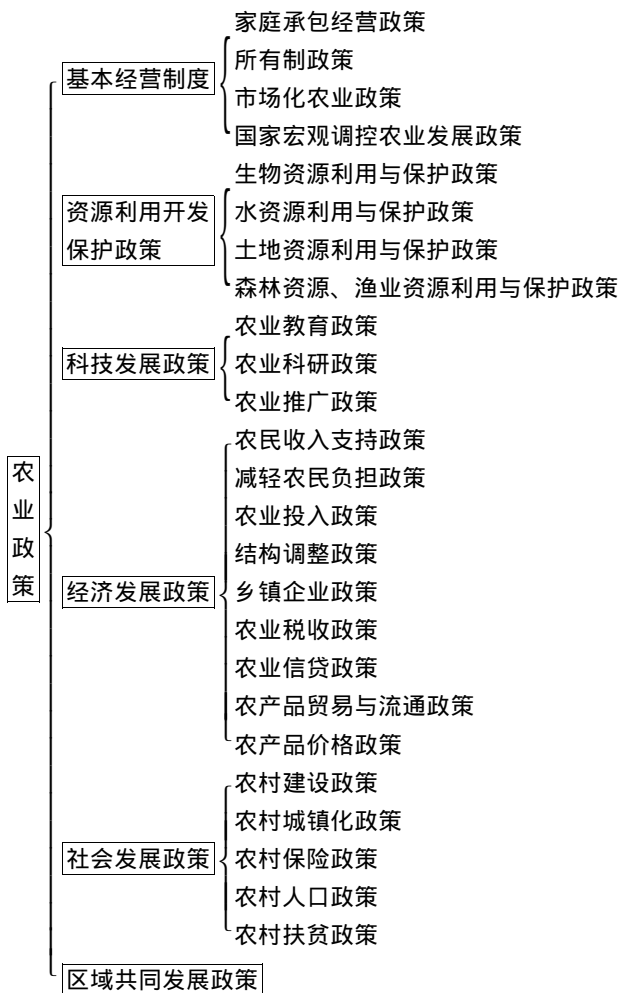 农业政策
基本经营制度
家庭承包经营政策
所有制政策
市场化农业政策
国家宏观调控农业发展政策
资源利用开发
保护政策
生物资源利用与保护政策
水资源利用与保护政策
土地资源利用与保护政策
森林资源、渔业资源利用与保护政策
科技发展政策
农业教育政策
农业科研政策
农业推广政策
经济发展政策
农民收入支持政策
减轻农民负担政策
农业投入政策
结构调整政策
乡镇企业政策
农业税收政策
农业信贷政策
农产品贸易与流通政策
农产品价格政策
社会发展政策
农村建设政策
农村城镇化政策
农村保险政策
农村人口政策
农村扶贫政策
区域共同发展政策